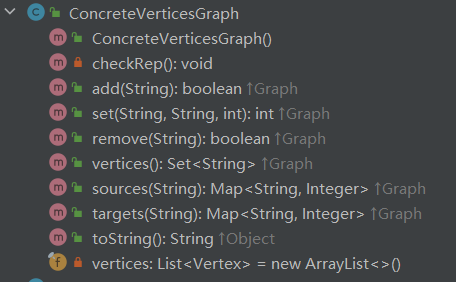 ConcreteVerticesGraph
ConcreteVerticesGraph()
checkRep(): void
add(String): boolean ↑Graph
set(String, String, int): int ↑Graph
remove(String): boolean ↑Graph
vertices(): Set<String> ↑Graph
sources(String): Map<String, Integer> ↑Graph
targets(String): Map<String, Integer> ↑Graph
toString(): String ↑Object
vertices: List<Vertex> = new ArrayList<>()